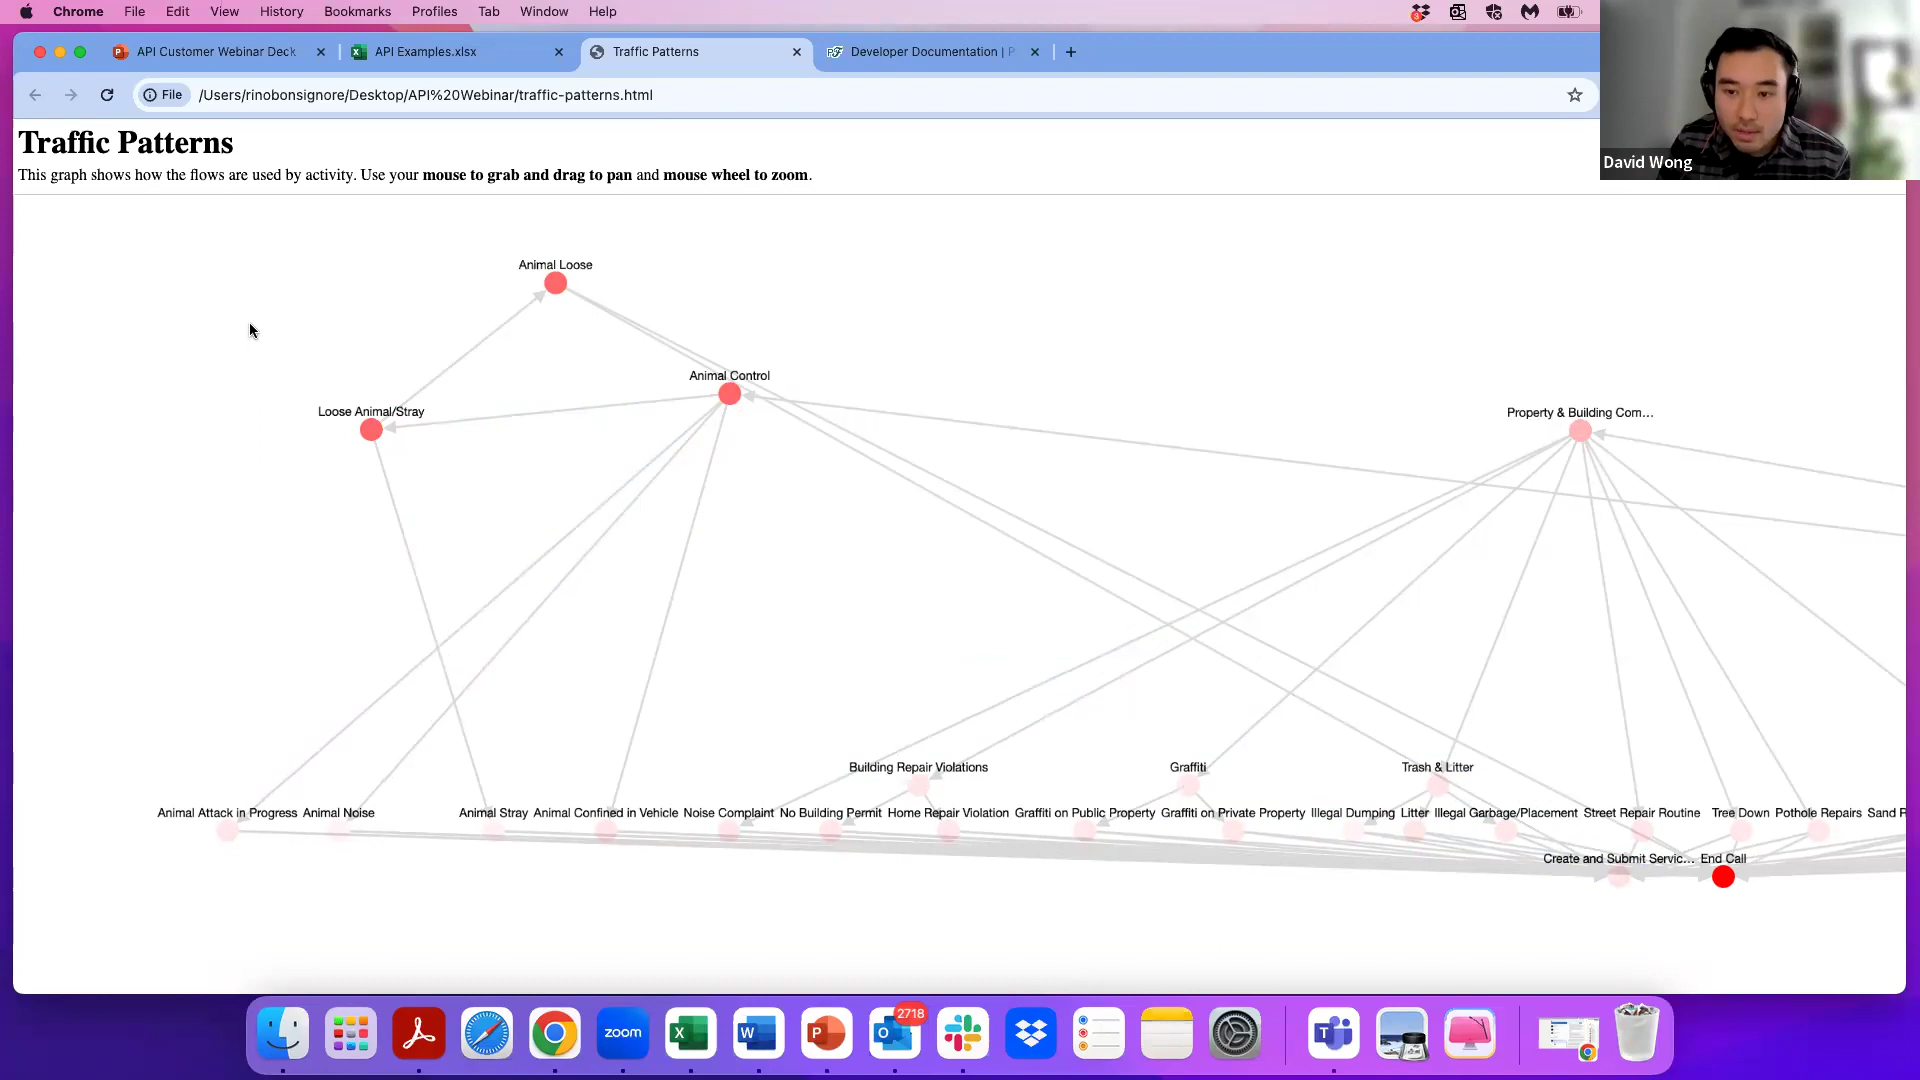 Chrome File Edit View History Bookmarks Profiles Tab Window Help
3
API Customer Webinar Deck
API Examples.xlsx
Traffic Patterns
Developer Documentation | P
File /Users/rinobonsignore/Desktop/API%20Webinar/traffic-patterns.html
David Wong
Traffic Patterns
This graph shows how the flows are used by activity. Use your mouse to grab and drag to pan and mouse wheel to zoom.
Animal Loose
Animal Control
Loose Animal/Stray
Property & Building Com...
Building Repair Violations
Graffiti
Trash & Litter
Animal Attack in Progress
Animal Noise
Animal Stray
Animal Confined in Vehicle
Noise Complaint
No Building Permit
Home Repair Violation
Graffiti on Public Property
Graffiti on Private Property
Illegal Dumping
Litter
Illegal Garbage/Placement
Street Repair Routine
Tree Down
Pothole Repairs
Sand R
Create and Submit Servic...
End Call
zoom
2718